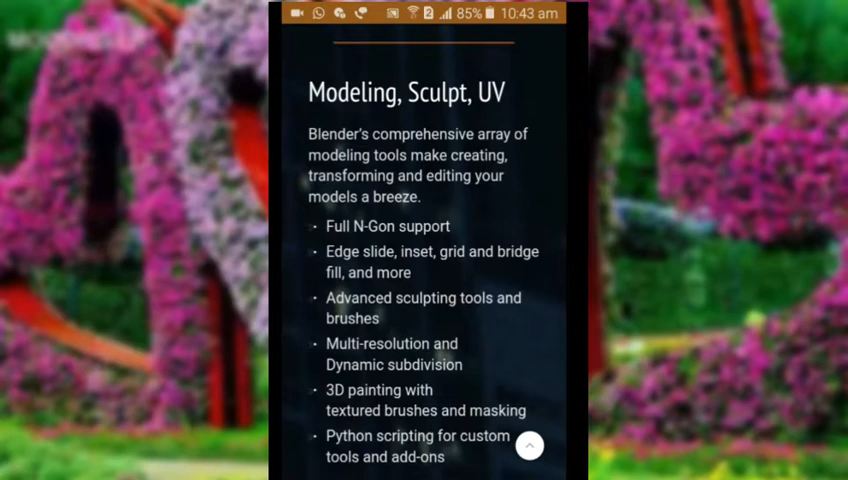 85% 10:43 am
Modeling, Sculpt, UV
Blender's comprehensive array of
modeling tools make creating,
transforming and editing your
models a breeze.
· Full N-Gon support
· Edge slide, inset, grid and bridge
fill, and more
· Advanced sculpting tools and
brushes
· Multi-resolution and
Dynamic subdivision
· 3D painting with
textured brushes and masking
· Python scripting for custom
tools and add-ons